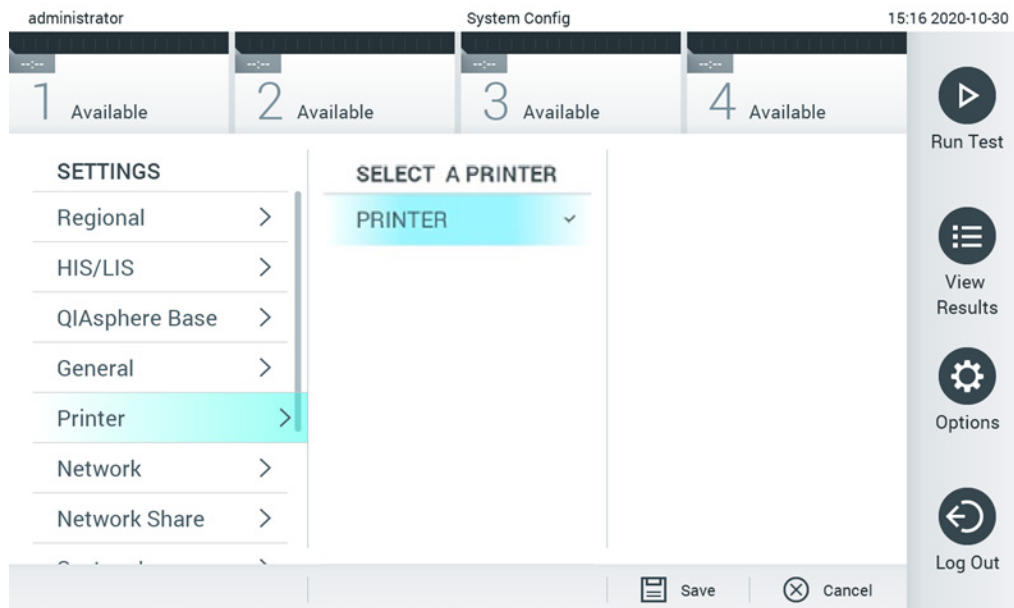 administrator System Config 15:16 2020-10-30
--:-- --:-- --:-- --:--
1 Available 2 Available 3 Available 4 Available
Run Test
SETTINGS
Regional
HIS/LIS
QIAsphere Base
General
Printer
Network
Network Share
SELECT A PRINTER
PRINTER
View
Results
Options
Log Out
Save Cancel